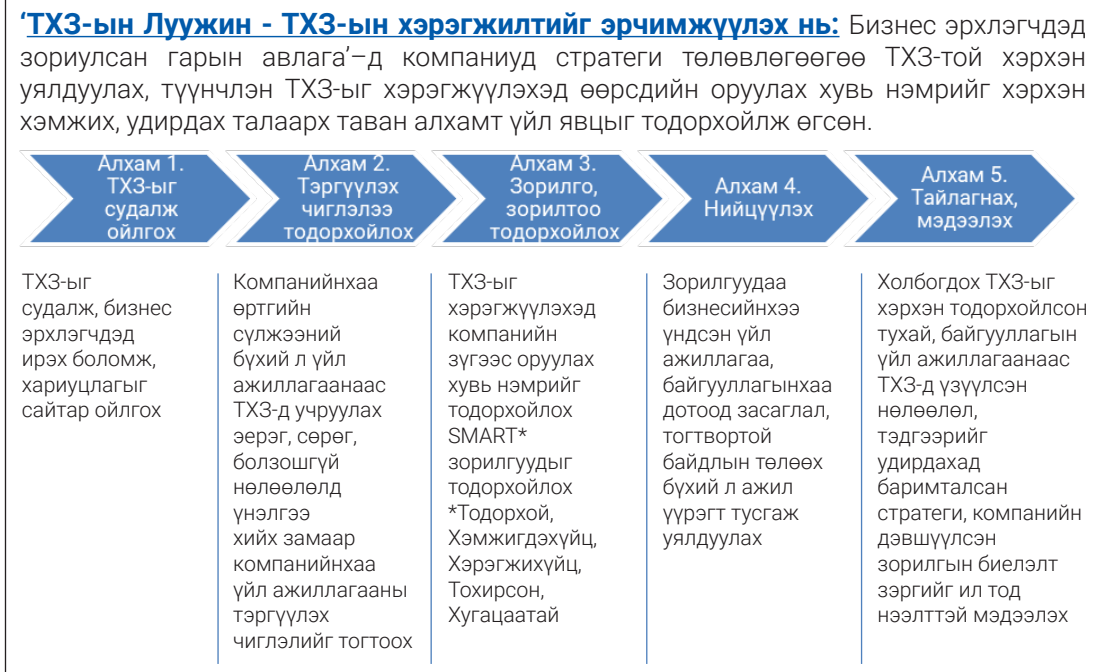 ‘ТХЗ-ын Луужин - ТХЗ-ын хэрэгжилтийг эрчимжүүлэх нь: Бизнес эрхлэгчдэд
зориулсан гарын авлага’–д компаниуд стратеги төлөвлөгөөгөө ТХЗ-той хэрхэн
уялдуулах, түүнчлэн ТХЗ-ыг хэрэгжүүлэхэд өөрсдийн оруулах хувь нэмрийг хэрхэн
хэмжих, удирдах талаарх таван алхамт үйл явцыг тодорхойлж өгсөн.
Алхам 1.
ТХЗ-ыг
судалж
ойлгох
Алхам 2.
Тэргүүлэх
чиглэлээ
тодорхойлох
Алхам 3.
Зорилго,
зорилтоо
тодорхойлох
Алхам 4.
Нийцүүлэх
Алхам 5.
Тайлагнах,
мэдээлэх
ТХЗ-ыг
судалж, бизнес
эрхлэгчдэд
ирэх боломж,
хариуцлагыг
сайтар ойлгох
Компанийнхаа
өртгийн
сүлжээний
бүхий л үйл
ажиллагаанаас
ТХЗ-д учруулах
эерэг, сөрөг,
болзошгүй
нөлөөлөлд
үнэлгээ
хийх замаар
компанийнхаа
үйл ажиллагааны
тэргүүлэх
чиглэлийг тогтоох
ТХЗ-ыг
хэрэгжүүлэхэд
компанийн
зүгээс оруулах
хувь нэмрийг
тодорхойлох
SMART*
зорилгуудыг
тодорхойлох
*Тодорхой,
Хэмжигдэхүйц,
Хэрэгжихүйц,
Тохирсон,
Хугацаатай
Зорилгуудаа
бизнесийнхээ
үндсэн үйл
ажиллагаа,
байгууллагынхаа
дотоод засаглал,
тогтвортой
байдлын төлөөх
бүхий л ажил
үүрэгт тусгаж
уялдуулах
Холбогдох ТХЗ-ыг
хэрхэн тодорхойлсон
тухай, байгууллагын
үйл ажиллагаанаас
ТХЗ-д үзүүлсэн
нөлөөлөл,
тэдгээрийг
удирдахад
баримталсан
стратеги, компанийн
дэвшүүлсэн
зорилгын биелэлт
зэргийг ил тод
нээлттэй мэдээлэх